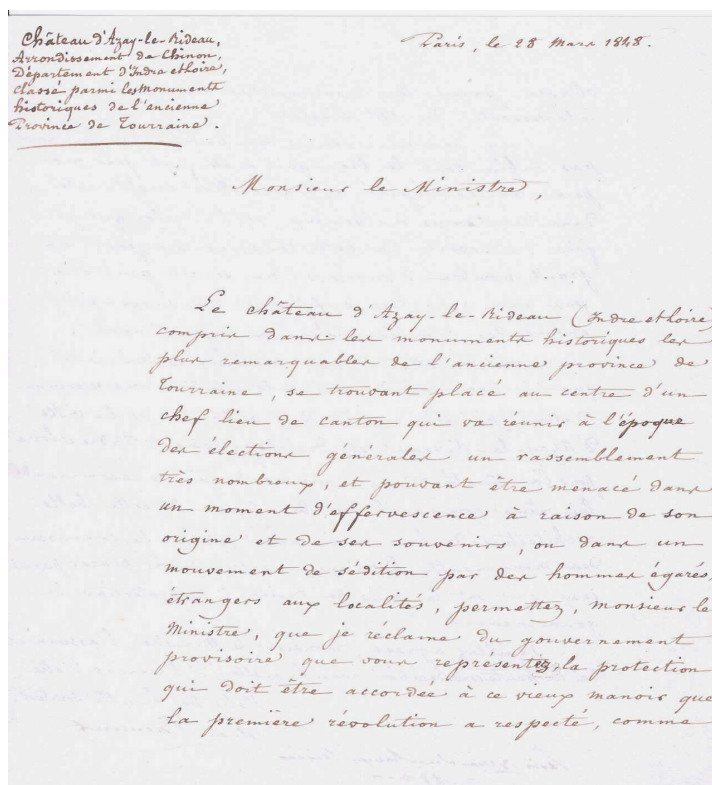 Château d'Azay-le-Rideau,
Arrondissement de Chinon,
Département d'Indre et Loire,
classé parmi les monuments
historiques de l'ancienne
Province de Tourraine.
Paris, le 28 Mars 1848.
Monsieur le Ministre,
Le château d'Azay-le-Rideau (Indre et Loire)
compris dans les monuments historiques les
plus remarquables de l'ancienne province de
Tourraine, se trouvant placé au centre d'un
chef lieu de canton qui va réunir à l'époque
des élections générales un rassemblement
très nombreux, et pouvant être menacé dans
un moment d'effervescence à raison de son
origine et de ses souvenirs, ou dans un
mouvement de sédition par des hommes égarés,
étrangers aux localités, permettez, monsieur le
Ministre, que je réclame du gouvernement
provisoire que vous représentez, la protection
qui doit être accordée à ce vieux manoir que
la première révolution a respecté, comme